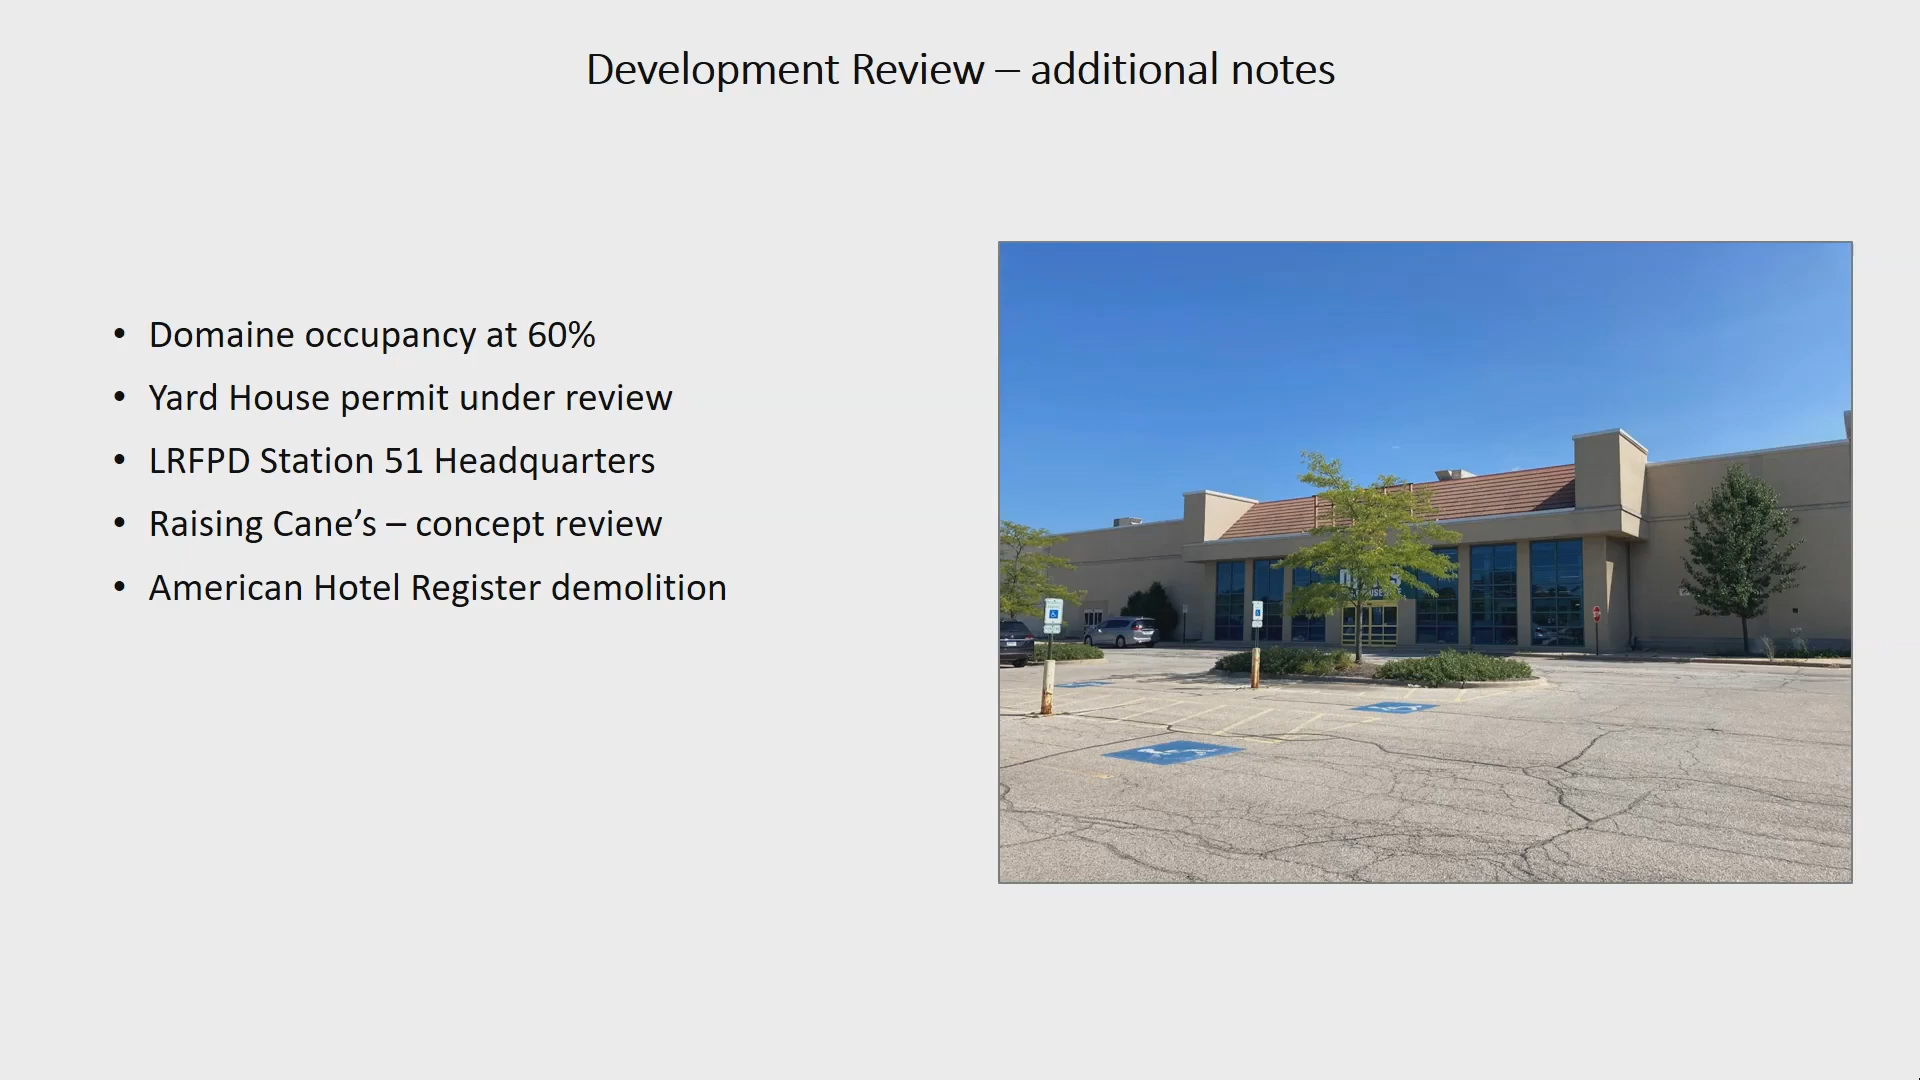 Development Review – additional notes
• Domaine occupancy at 60%
• Yard House permit under review
• LRFPD Station 51 Headquarters
• Raising Cane’s – concept review
• American Hotel Register demolition